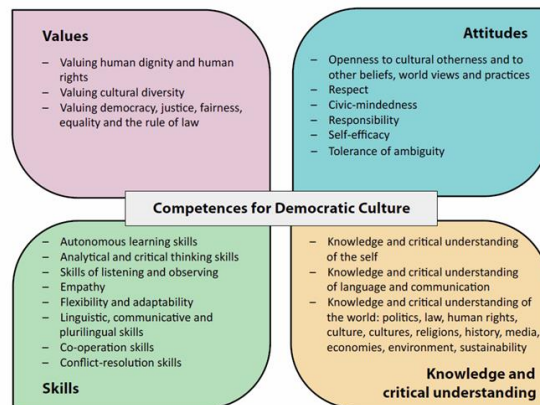 Values
– Valuing human dignity and human
rights
– Valuing cultural diversity
– Valuing democracy, justice, fairness,
equality and the rule of law
Attitudes
– Openness to cultural otherness and to
other beliefs, world views and practices
– Respect
– Civic-mindedness
– Responsibility
– Self-efficacy
– Tolerance of ambiguity
Competences for Democratic Culture
– Autonomous learning skills
– Analytical and critical thinking skills
– Skills of listening and observing
– Empathy
– Flexibility and adaptability
– Linguistic, communicative and
plurilingual skills
– Co-operation skills
– Conflict-resolution skills
Skills
– Knowledge and critical understanding
of the self
– Knowledge and critical understanding
of language and communication
– Knowledge and critical understanding of
the world: politics, law, human rights,
culture, cultures, religions, history, media,
economies, environment, sustainability
Knowledge and
critical understanding